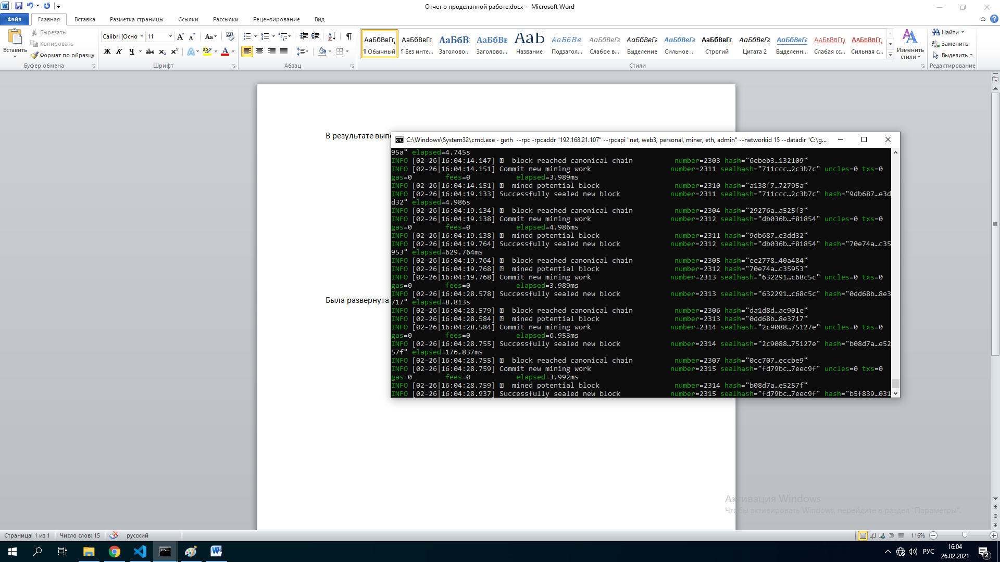 Отчет о проделанной работе.docx - Microsoft Word
Файл Главная Вставка Разметка страницы Ссылки Рассылки Рецензирование Вид
Вставить
Вырезать
Копировать
Формат по образцу
Буфер обмена
Calibri (Осно 11
Ж К Ч abc x₂ x²
Шрифт
Абзац
АаБбВвГг, АаБбВвГг, АаБбВ: АаБбВв АаБ АаБбВв. АаБбВвГг АаБбВвГг АаБбВвГг АаБбВвГг, АаБбВвГг АаБбВвГг ААББВВГГ, ААББВВГГ,
¶ Обычный ¶ Без инте... Заголово... Заголово... Название Подзагол... Слабое в... Выделение Сильное ... Строгий Цитата 2 Выделенн... Слабая сс... Сильная с...
Стили
Изменить стили
Найти
Заменить
Выделить
Редактирование
В результате вып
Была развернута
C:\Windows\System32\cmd.exe - geth --rpc -rpcaddr "192.168.21.107" --rpcapi "net, web3, personal, miner, eth, admin" --networkid 15 --datadir "C:\g...
95a" elapsed=4.745s
INFO [02-26|16:04:14.147] block reached canonical chain number=2303 hash="6ebeb3…132109"
INFO [02-26|16:04:14.151] Commit new mining work number=2311 sealhash="711ccc…2c3b7c" uncles=0 txs=0
gas=0 fees=0 elapsed=3.989ms
INFO [02-26|16:04:14.151] mined potential block number=2310 hash="a138f7…72795a"
INFO [02-26|16:04:19.133] Successfully sealed new block number=2311 sealhash="711ccc…2c3b7c" hash="9db687…e3d
d32" elapsed=4.986s
INFO [02-26|16:04:19.134] block reached canonical chain number=2304 hash="29276a…a525f3"
INFO [02-26|16:04:19.138] Commit new mining work number=2312 sealhash="db036b…f81854" uncles=0 txs=0
gas=0 fees=0 elapsed=4.986ms
INFO [02-26|16:04:19.138] mined potential block number=2311 hash="9db687…e3dd32"
INFO [02-26|16:04:19.764] Successfully sealed new block number=2312 sealhash="db036b…f81854" hash="70e74a…c35
953" elapsed=629.764ms
INFO [02-26|16:04:19.764] block reached canonical chain number=2305 hash="ee2778…40a484"
INFO [02-26|16:04:19.768] mined potential block number=2312 hash="70e74a…c35953"
INFO [02-26|16:04:19.768] Commit new mining work number=2313 sealhash="632291…c68c5c" uncles=0 txs=0
gas=0 fees=0 elapsed=3.989ms
INFO [02-26|16:04:28.578] Successfully sealed new block number=2313 sealhash="632291…c68c5c" hash="0dd68b…8e3
717" elapsed=8.813s
INFO [02-26|16:04:28.579] block reached canonical chain number=2306 hash="da1d8d…ac901e"
INFO [02-26|16:04:28.584] mined potential block number=2313 hash="0dd68b…8e3717"
INFO [02-26|16:04:28.584] Commit new mining work number=2314 sealhash="2c9088…75127e" uncles=0 txs=0
gas=0 fees=0 elapsed=6.953ms
INFO [02-26|16:04:28.755] Successfully sealed new block number=2314 sealhash="2c9088…75127e" hash="b08d7a…e52
57f" elapsed=176.837ms
INFO [02-26|16:04:28.755] block reached canonical chain number=2307 hash="0cc707…eccbe9"
INFO [02-26|16:04:28.759] Commit new mining work number=2315 sealhash="fd79bc…7eec9f" uncles=0 txs=0
gas=0 fees=0 elapsed=3.992ms
INFO [02-26|16:04:28.759] mined potential block number=2314 hash="b08d7a…e5257f"
INFO [02-26|16:04:28.937] Successfully sealed new block number=2315 sealhash="fd79bc…7eec9f" hash="b5f839…031
Активация Windows
Чтобы активировать Windows, перейдите в раздел "Параметры".
Страница: 1 из 1 Число слов: 15 русский 116%
РУС 16:04
26.02.2021 2